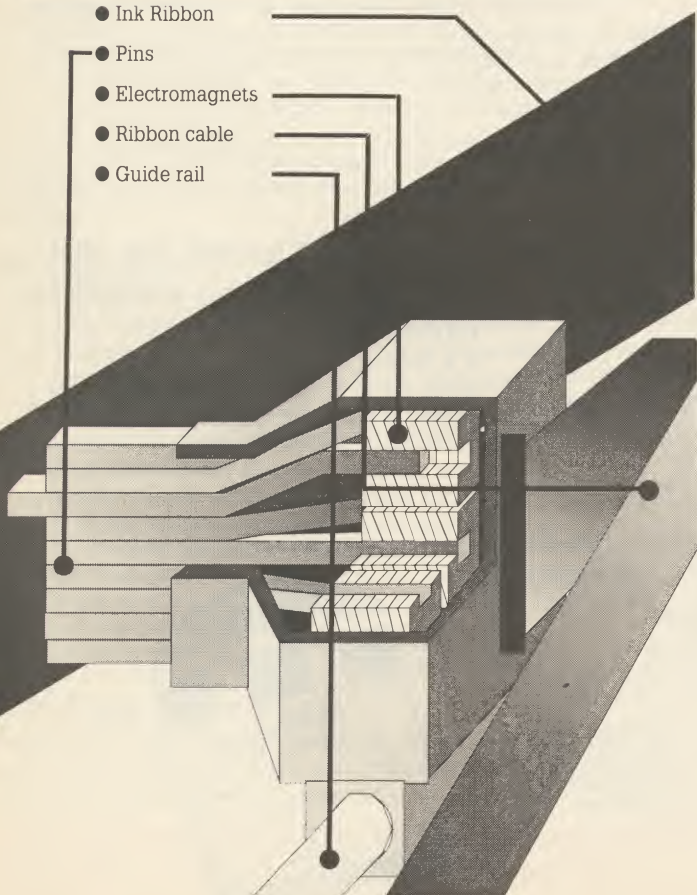 ● Ink Ribbon
● Pins
● Electromagnets
● Ribbon cable
● Guide rail